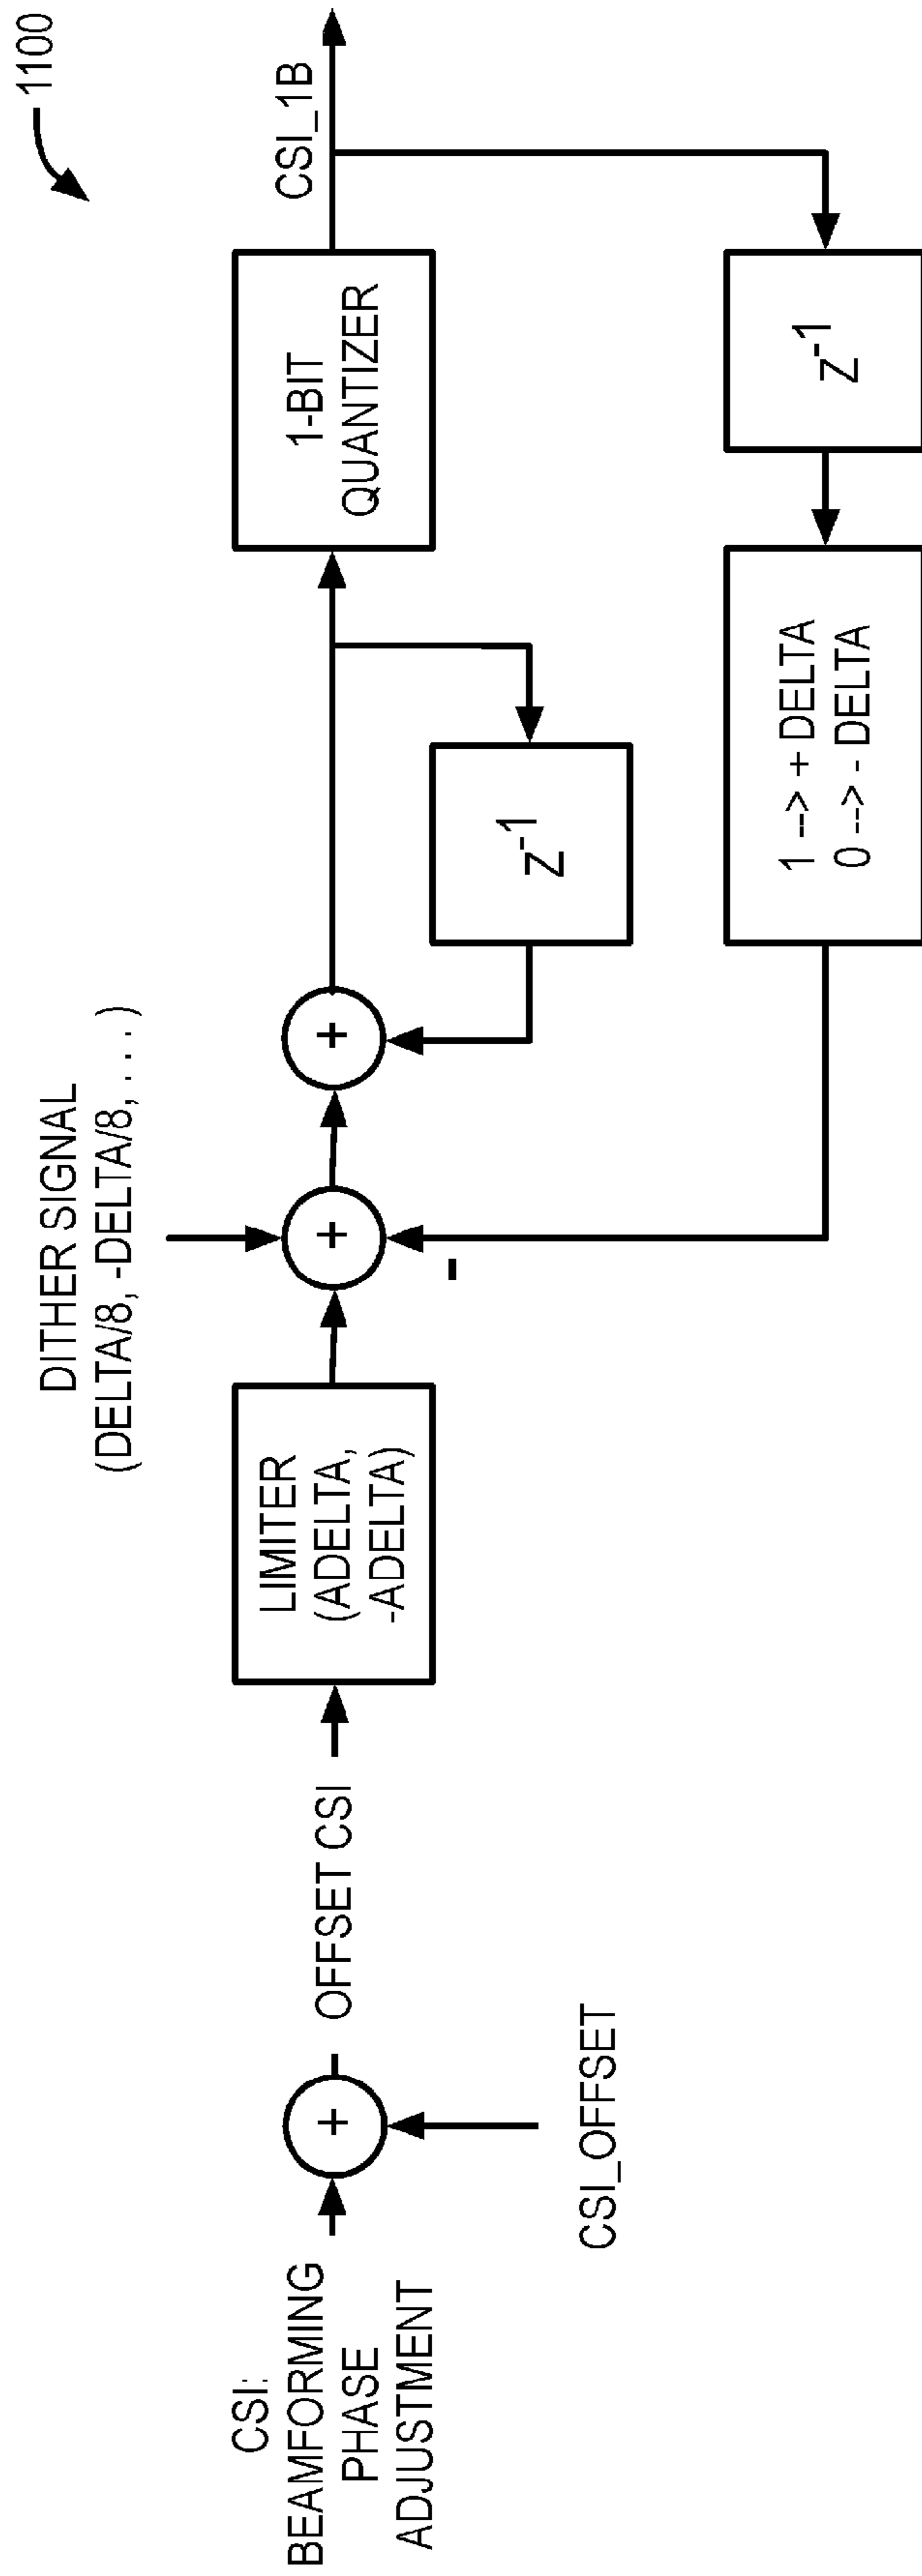 1100
CSI:
BEAMFORMING
PHASE
ADJUSTMENT
+
CSI_OFFSET
OFFSET CSI
LIMITER
(ADELTA,
-ADELTA)
DITHER SIGNAL
(DELTA/8, -DELTA/8, . . . )
+
-
+
Z-1
1-BIT
QUANTIZER
CSI_1B
Z-1
1 --> + DELTA
0 --> - DELTA